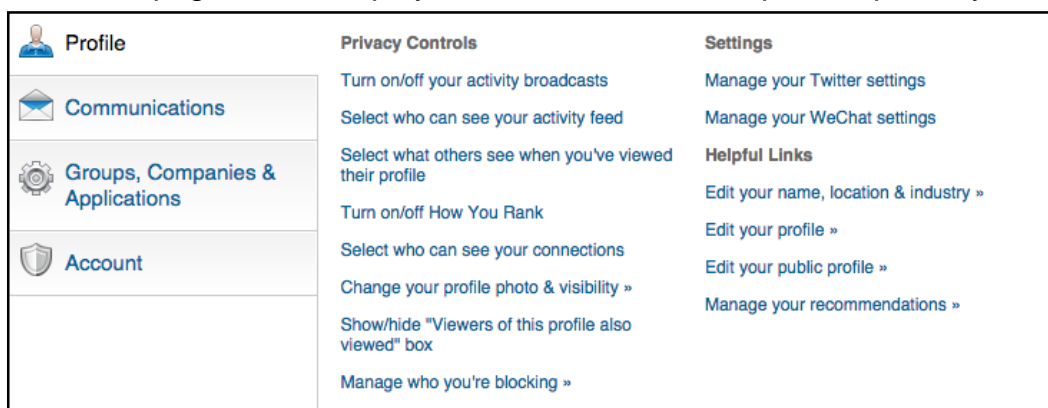 Profile
Communications
Groups, Companies &
Applications
Account
Privacy Controls
Turn on/off your activity broadcasts
Select who can see your activity feed
Select what others see when you've viewed
their profile
Turn on/off How You Rank
Select who can see your connections
Change your profile photo & visibility »
Show/hide "Viewers of this profile also
viewed" box
Manage who you're blocking »
Settings
Manage your Twitter settings
Manage your WeChat settings
Helpful Links
Edit your name, location & industry »
Edit your profile »
Edit your public profile »
Manage your recommendations »